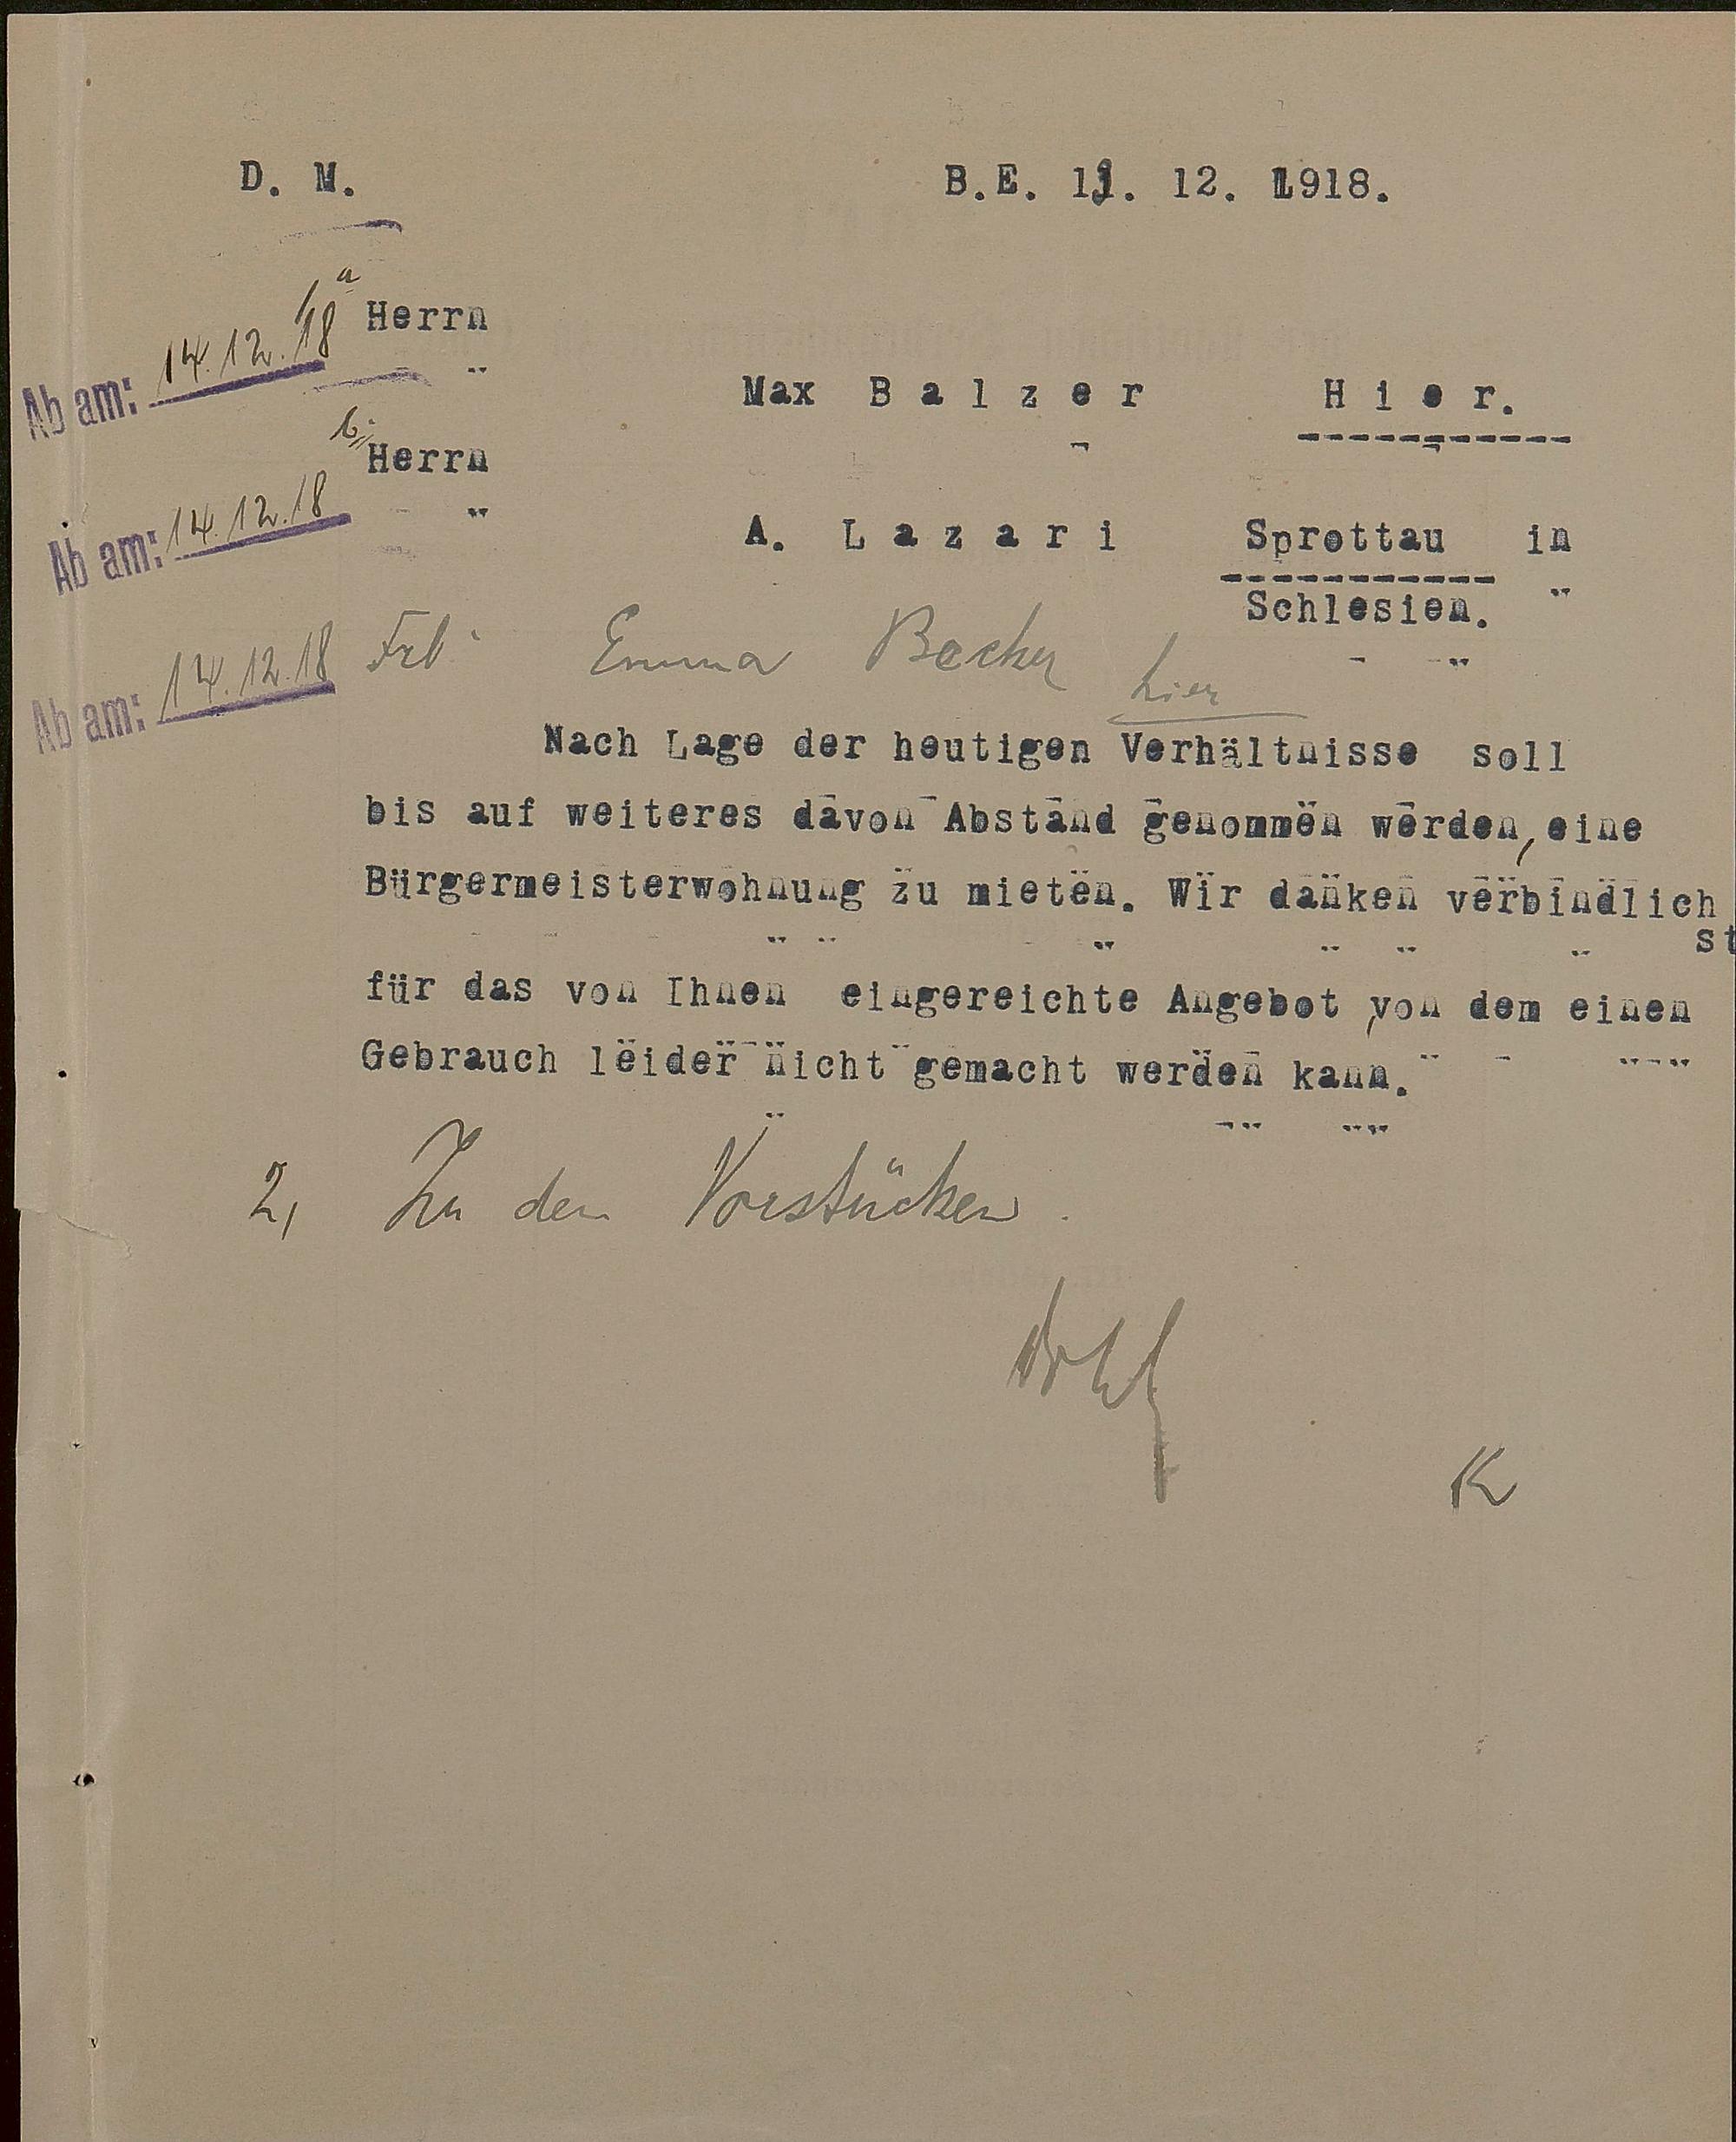 D. M. B.E. 11. 12. 1918.
1 a Herrn
Ab am: 14.12.18
Max Balzer Hier.
b. Herrn
Ab am: 14.12.18
A. Lazari Sprottau in
Schlesien.
Frl. Emma Becker hier
Ab am: 14.12.18
Nach Lage der heutigen Verhältnisse soll
bis auf weiteres davon Abstand genommen werden, eine
Bürgermeisterwohnung zu mieten. Wir danken verbindlich
st
für das von Ihnen eingereichte Angebot, von dem einen
Gebrauch leider nicht gemacht werden kann.
2, Zu den Vorstücken.
K